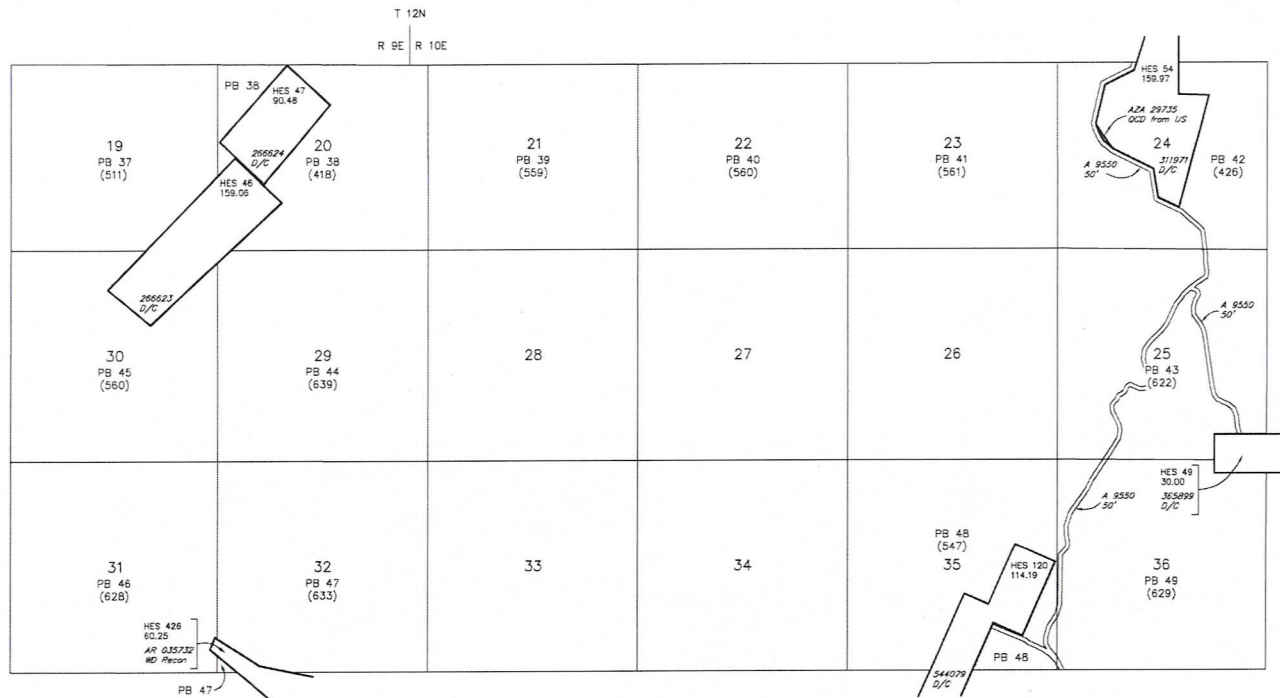 T 12N
R 9E R 10E
19
PB 37
(511)
PB 38
HES 47
90.48
266624
D/C
20
PB 38
(418)
HES 46
159.06
266623
D/C
21
PB 39
(559)
22
PB 40
(560)
23
PB 41
(561)
HES 54
159.97
AZA 29735
QCD from US
24
311971
D/C
PB 42
(426)
A 9550
50'
30
PB 45
(560)
29
PB 44
(639)
28
27
26
A 9550
50'
25
PB 43
(622)
31
PB 46
(628)
32
PB 47
(633)
33
34
PB 48
(547)
35
HES 120
114.19
A 9550
50'
HES 49
30.00
365899
D/C
36
PB 49
(629)
HES 426
60.25
AR 035732
WD Recon
PB 47
544079
D/C
PB 48